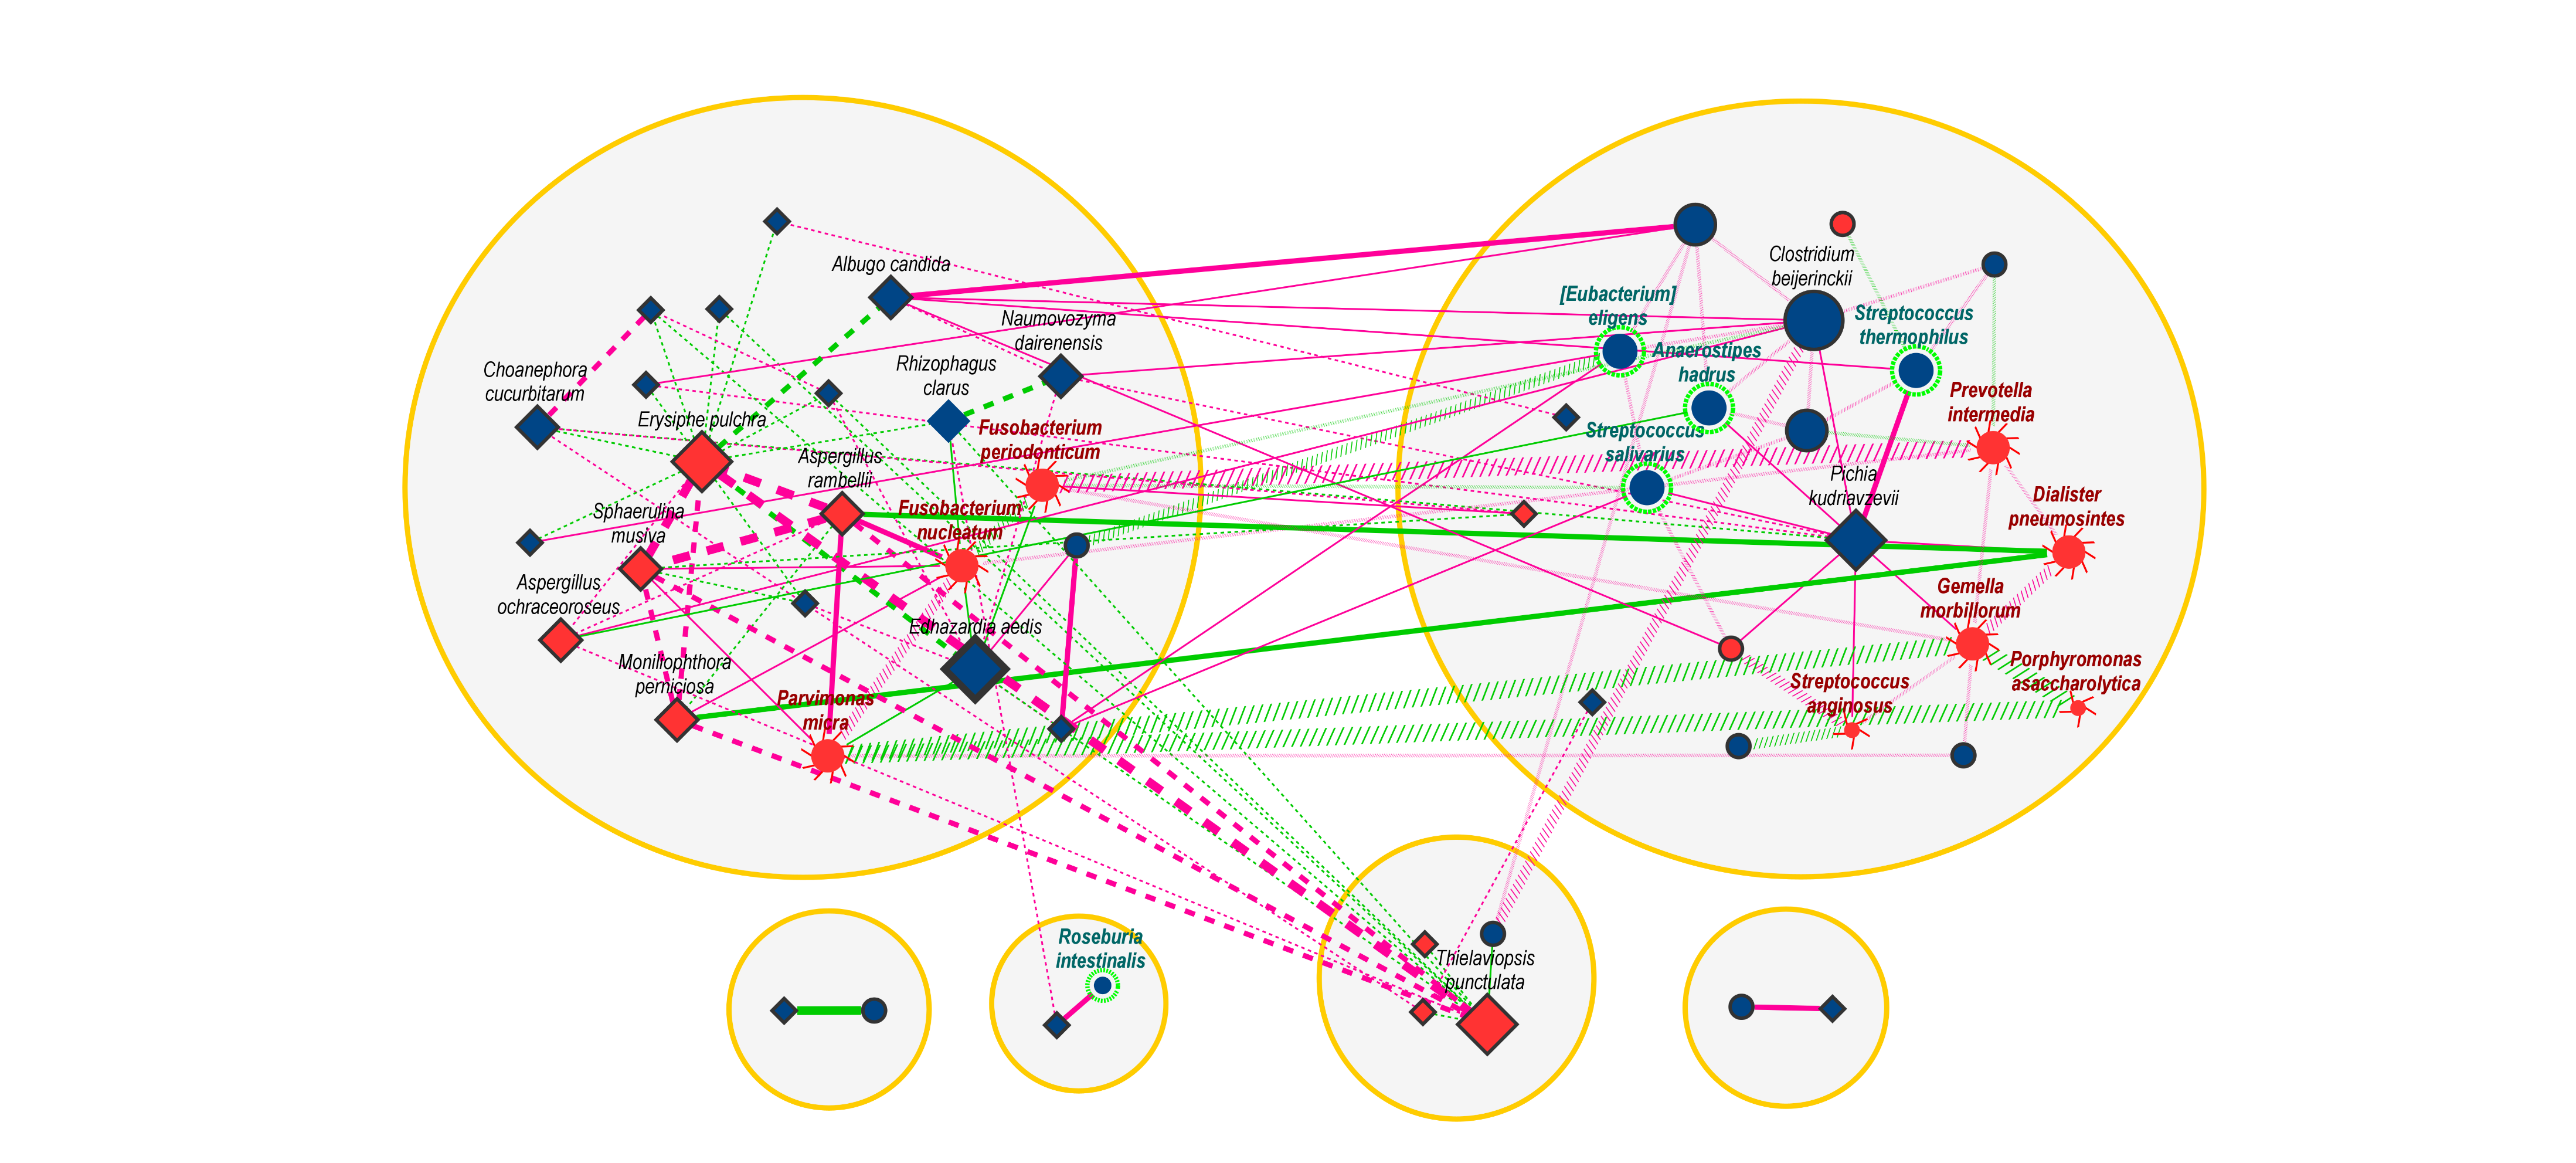 Albugo candida
Naumovozyma
dairenensis
Choanephora
cucurbitarum
Rhizophagus
clarus
Erysiphe pulchra
Fusobacterium
periodonticum
Aspergillus
rambellii
Sphaerulina
musiva
Fusobacterium
nucleatum
Aspergillus
ochraceoroseus
Edhazardia aedis
Moniliophthora
perniciosa
Parvimonas
micra
Clostridium
beijerinckii
[Eubacterium]
eligens
Streptococcus
thermophilus
Anaerostipes
hadrus
Prevotella
intermedia
Streptococcus
salivarius
Pichia
kudriavzevii
Dialister
pneumosintes
Gemella
morbillorum
Porphyromonas
asaccharolytica
Streptococcus
anginosus
Roseburia
intestinalis
Thielaviopsis
punctulata